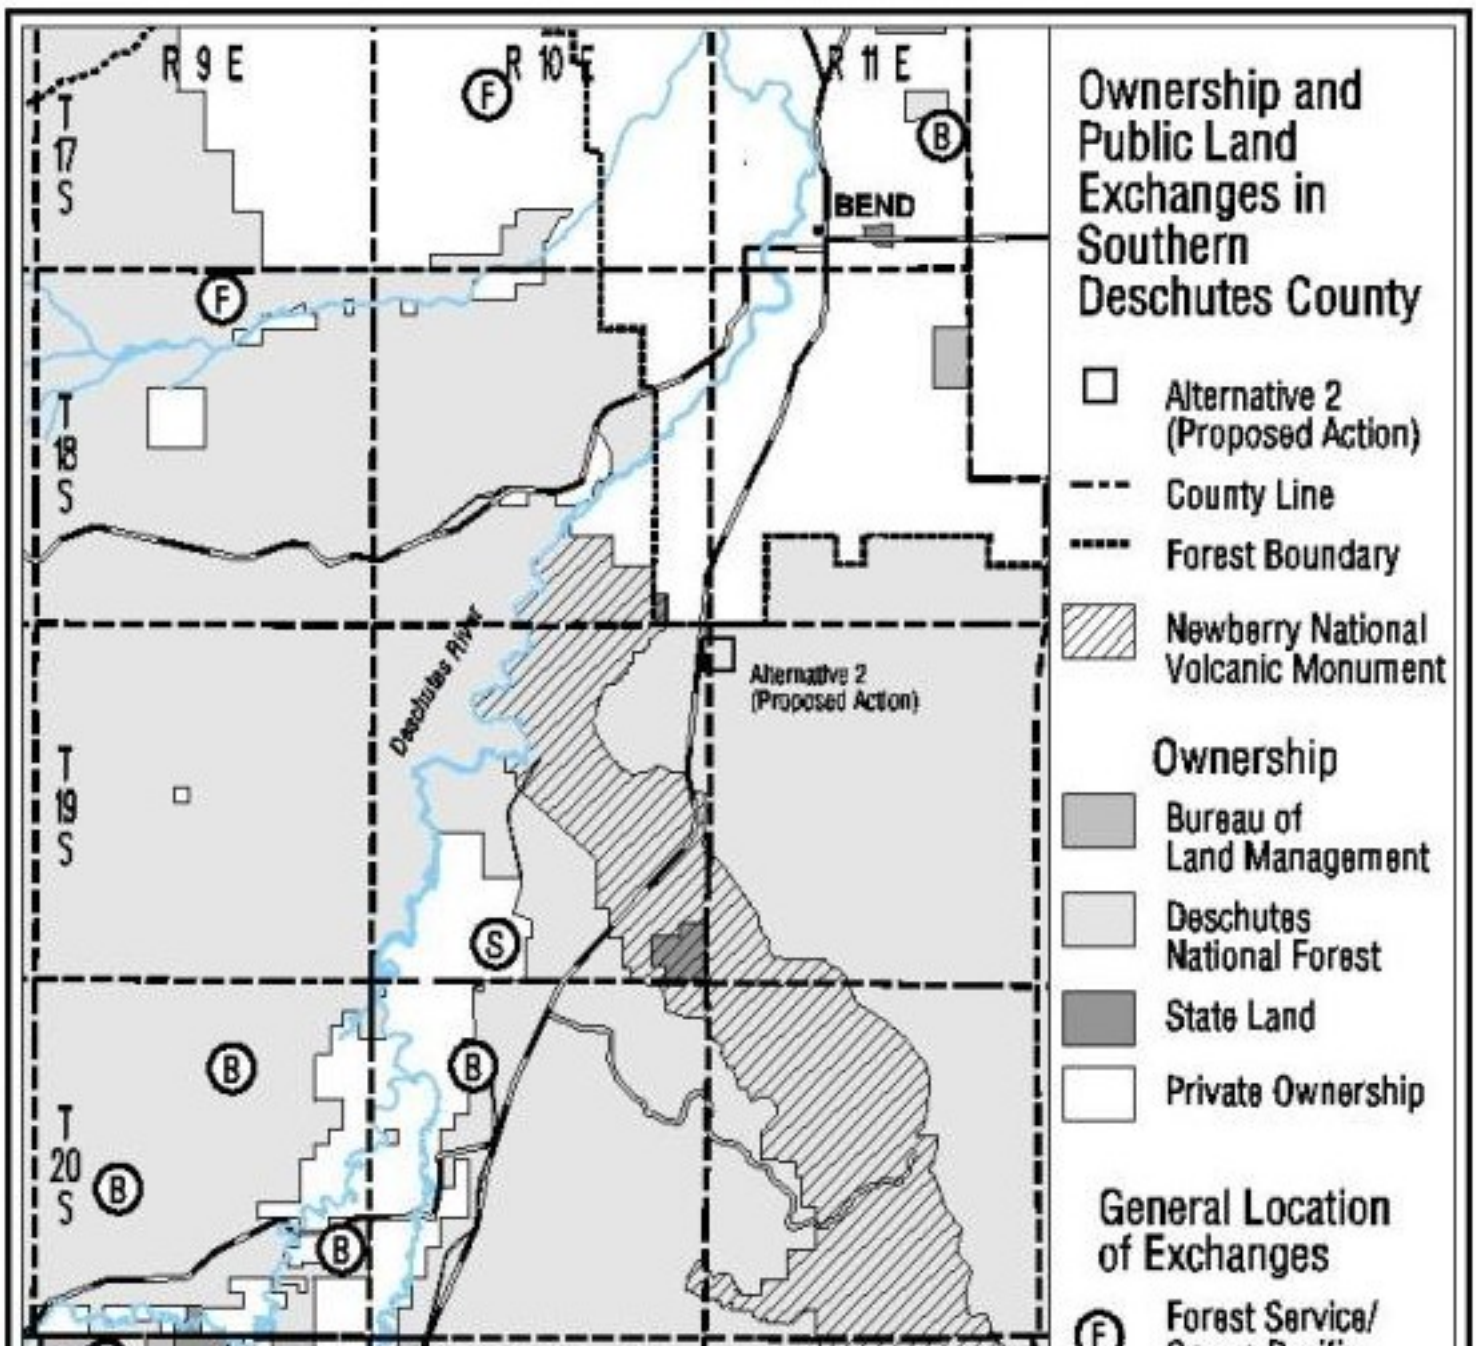 R 9 E
R 10 E
R 11 E
F
B
T
17
S
BEND
F
T
18
S
Deschutes River
Alternative 2
(Proposed Action)
T
19
S
S
B
B
T
20
S
B
B
Ownership and
Public Land
Exchanges in
Southern
Deschutes County
Alternative 2
(Proposed Action)
County Line
Forest Boundary
Newberry National
Volcanic Monument
Ownership
Bureau of
Land Management
Deschutes
National Forest
State Land
Private Ownership
General Location
of Exchanges
F
Forest Service/